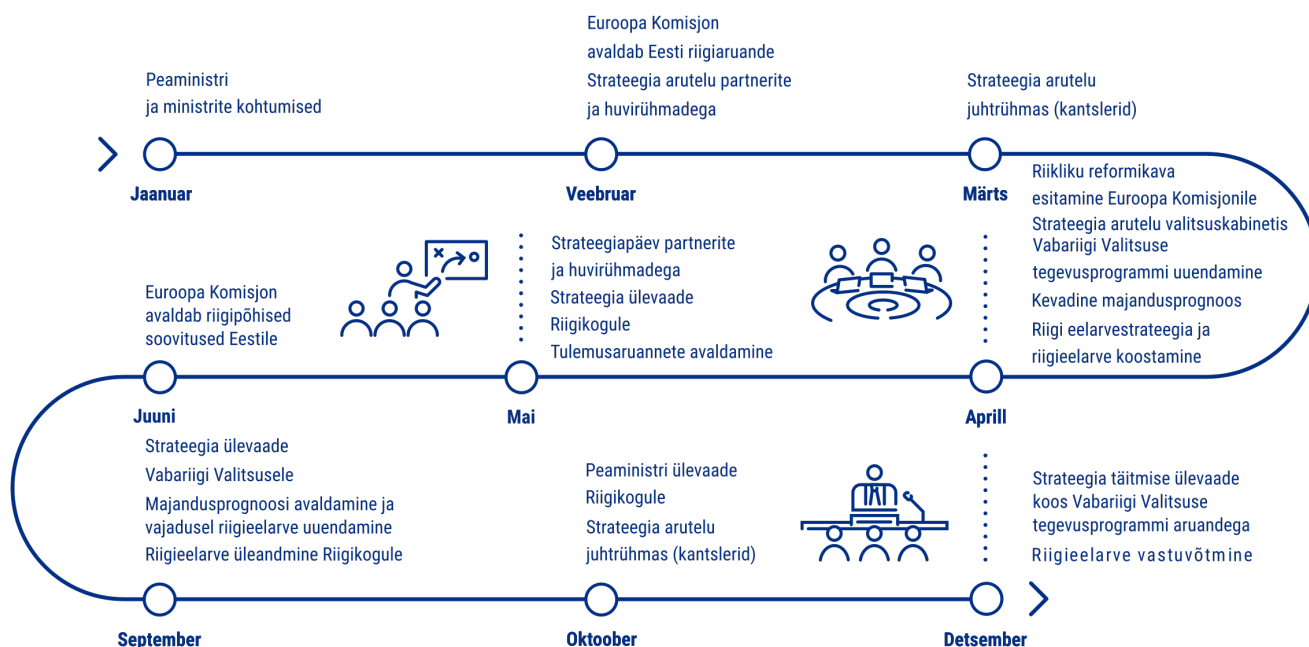 Peaministri
ja ministrite kohtumised
Jaanuar
Euroopa Komisjon
avaldab Eesti riigiaruande
Strateegia arutelu partnerite
ja huvirühmadega
Veebruar
Strateegia arutelu
juhtrühmas (kantslerid)
Märts
Riikliku reformikava
esitamine Euroopa Komisjonile
Strateegia arutelu valitsuskabinetis
Vabariigi Valitsuse
tegevusprogrammi uuendamine
Kevadine majandusprognoos
Riigi eelarvestrateegia ja
riigieelarve koostamine
Aprill
Strateegiapäev partnerite
ja huvirühmadega
Strateegia ülevaade
Riigikogule
Tulemusaruannete avaldamine
Mai
Euroopa Komisjon
avaldab riigipõhised
soovitused Eestile
Juuni
Strateegia ülevaade
Vabariigi Valitsusele
Majandusprognoosi avaldamine ja
vajadusel riigieelarve uuendamine
Riigieelarve üleandmine Riigikogule
September
Peaministri ülevaade
Riigikogule
Strateegia arutelu
juhtrühmas (kantslerid)
Oktoober
Strateegia täitmise ülevaade
koos Vabariigi Valitsuse
tegevusprogrammi aruandega
Riigieelarve vastuvõtmine
Detsember